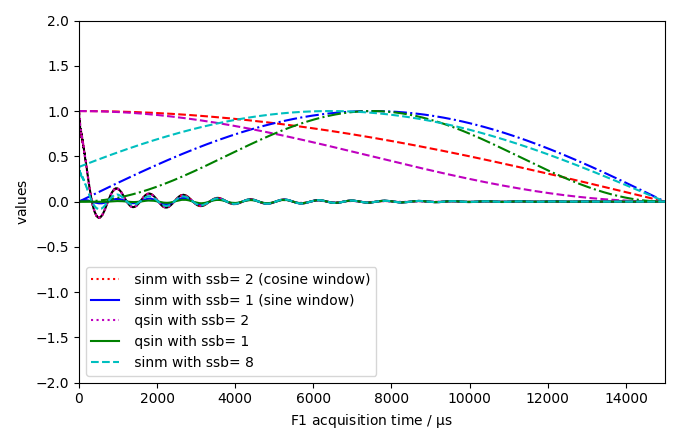 2.0
1.5
1.0
0.5
0.0
−0.5
−1.0
−1.5
−2.0
values
sinm with ssb= 2 (cosine window)
sinm with ssb= 1 (sine window)
qsin with ssb= 2
qsin with ssb= 1
sinm with ssb= 8
0 2000 4000 6000 8000 10000 12000 14000
F1 acquisition time / µs